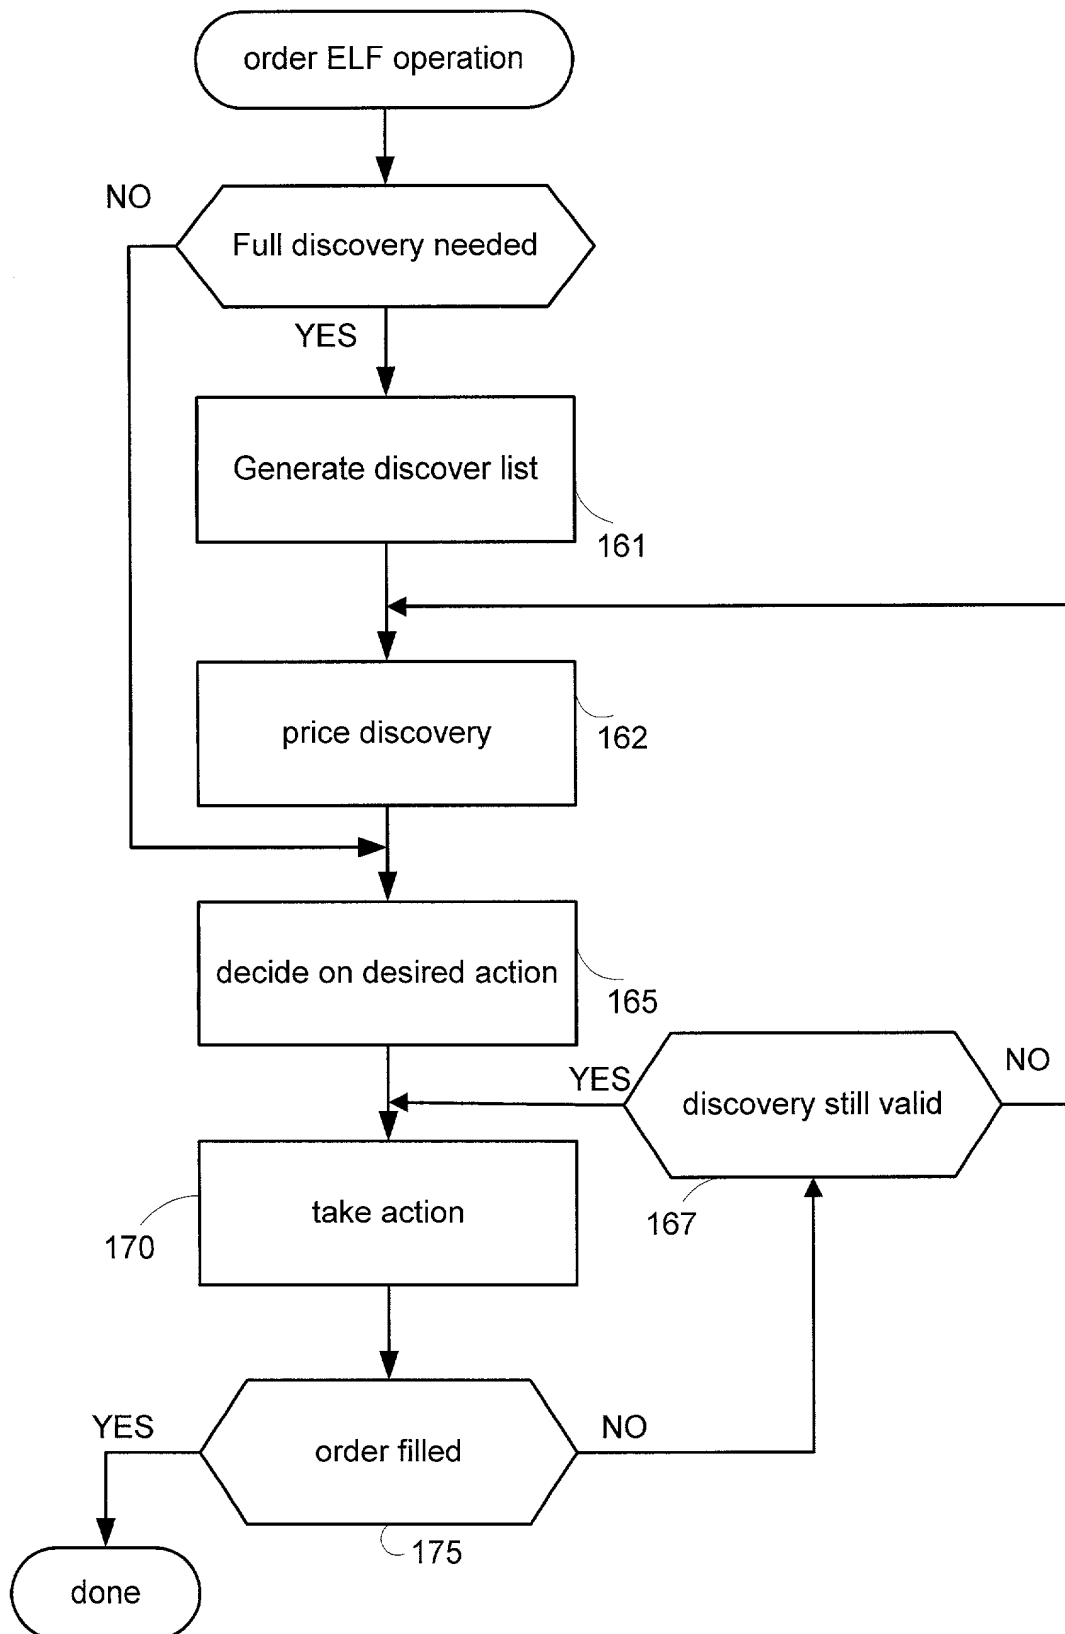 order ELF operation
NO
Full discovery needed
YES
Generate discover list
161
price discovery
162
decide on desired action
165
YES
discovery still valid
NO
167
take action
170
YES
order filled
NO
175
done